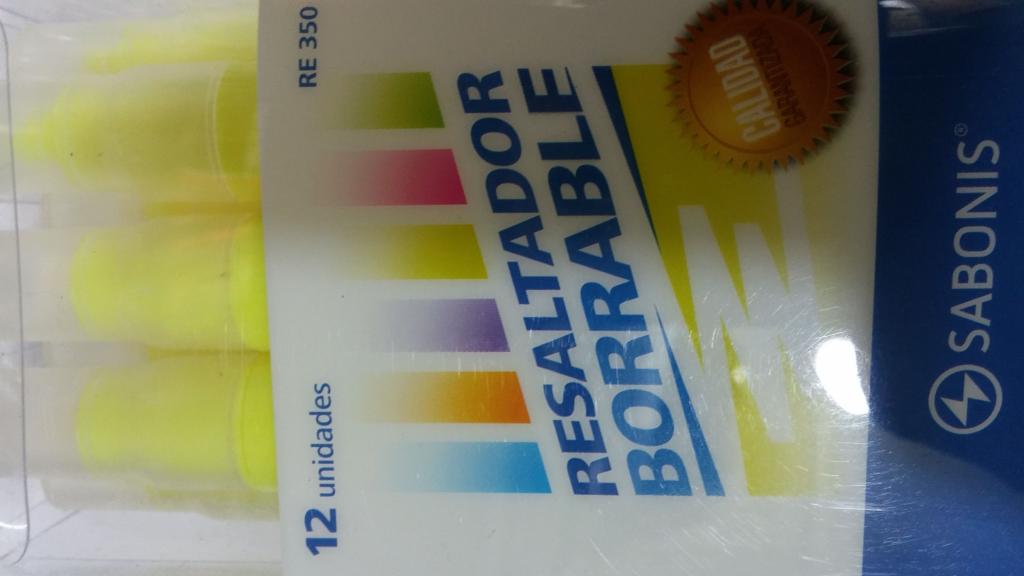 12 unidades
RE 350
RESALTADOR
BORRABLE
CALIDAD
GARANTIZADA
SABONIS®